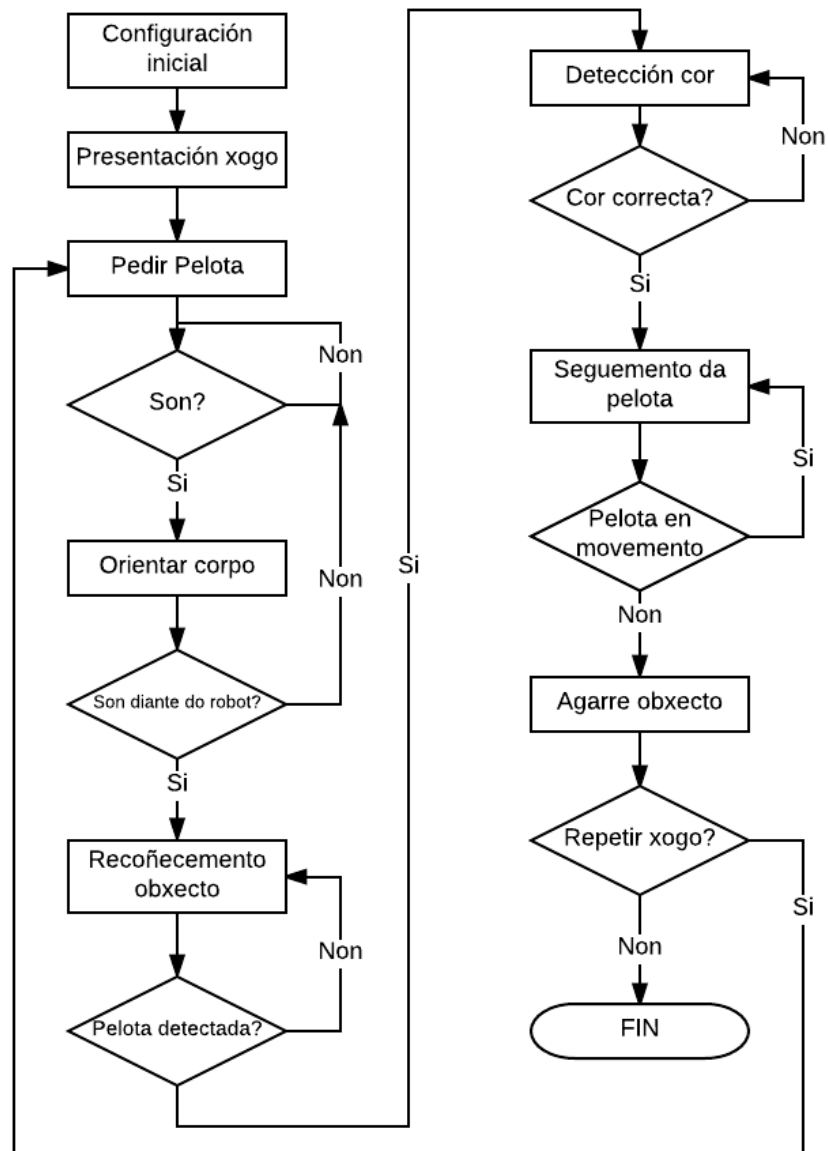 Configuración
inicial
Presentación xogo
Pedir Pelota
Non
Son?
Si
Orientar corpo
Non
Son diante do robot?
Si
Recoñecemento
obxecto
Non
Pelota detectada?
Si
Detección cor
Non
Cor correcta?
Si
Seguemento da
pelota
Si
Pelota en
movemento
Non
Agarre obxecto
Repetir xogo?
Si
Non
FIN